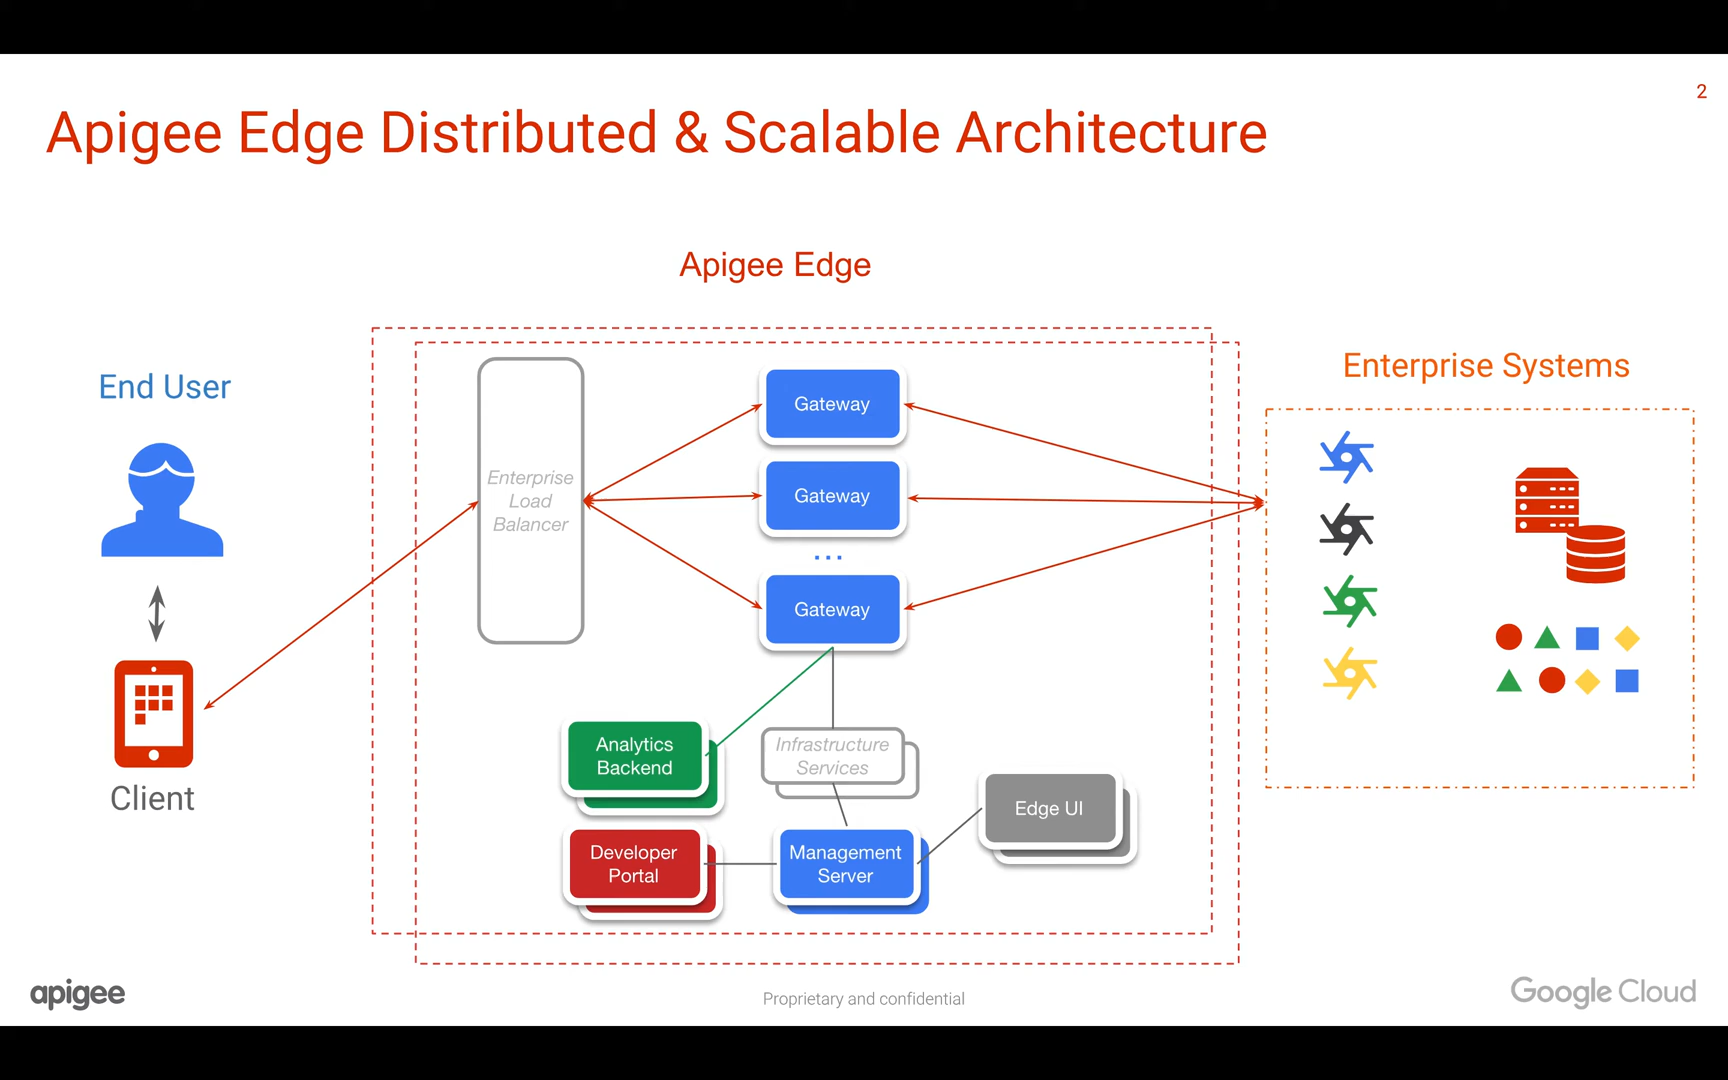 2
Apigee Edge Distributed & Scalable Architecture
Apigee Edge
End User
Client
Enterprise
Load
Balancer
Gateway
Gateway
...
Gateway
Analytics
Backend
Infrastructure
Services
Developer
Portal
Management
Server
Edge UI
Enterprise Systems
apigee
Proprietary and confidential
Google Cloud